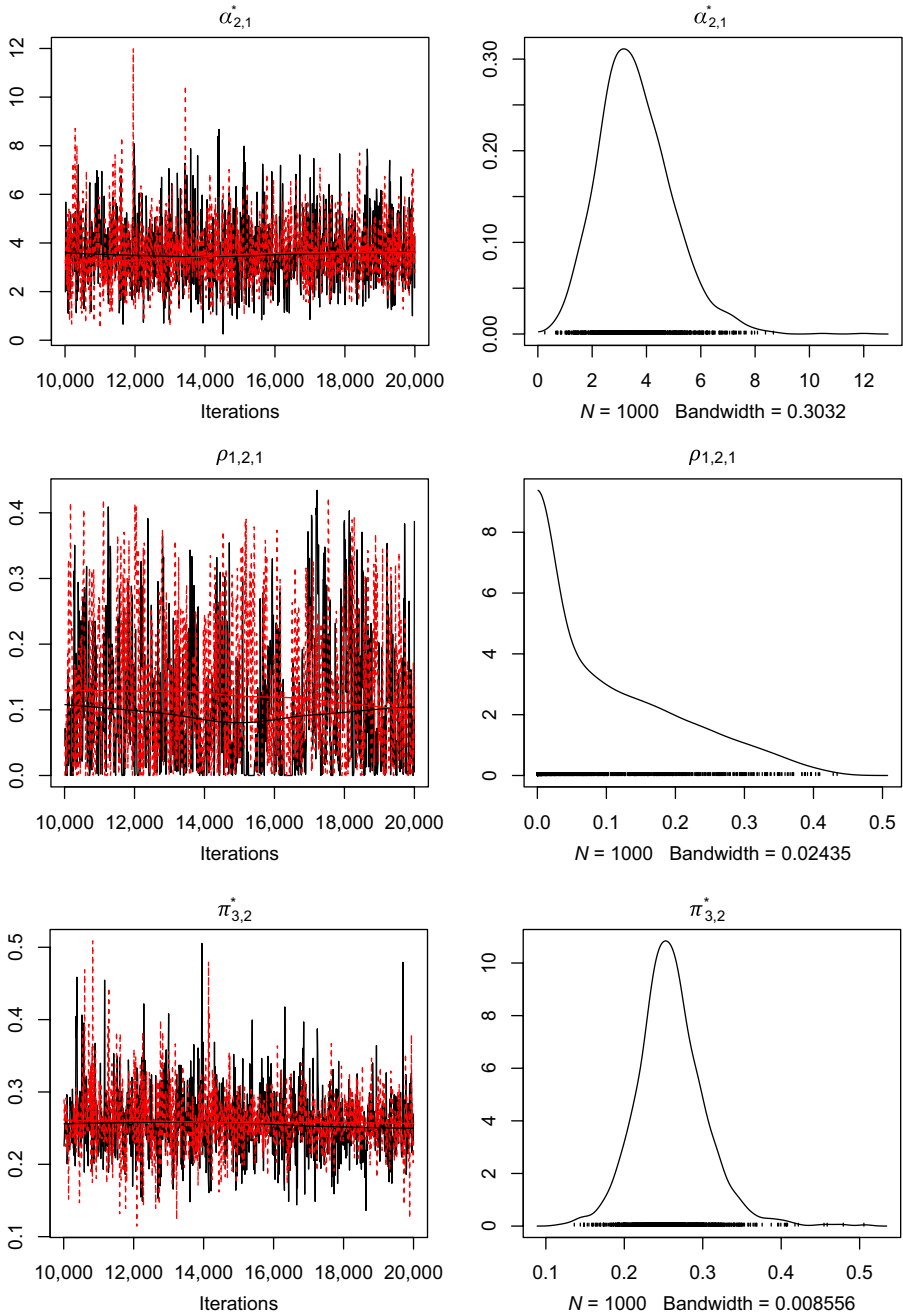 α*2,1
α*2,1
12
10
8
6
4
2
0
10,000 12,000 14,000 16,000 18,000 20,000
Iterations
0.30
0.20
0.10
0.00
0 2 4 6 8 10 12
N = 1000 Bandwidth = 0.3032
ρ1,2,1
ρ1,2,1
0.4
0.3
0.2
0.1
0.0
10,000 12,000 14,000 16,000 18,000 20,000
Iterations
8
6
4
2
0
0.0 0.1 0.2 0.3 0.4 0.5
N = 1000 Bandwidth = 0.02435
π*3,2
π*3,2
0.5
0.4
0.3
0.2
0.1
10,000 12,000 14,000 16,000 18,000 20,000
Iterations
10
8
6
4
2
0
0.1 0.2 0.3 0.4 0.5
N = 1000 Bandwidth = 0.008556